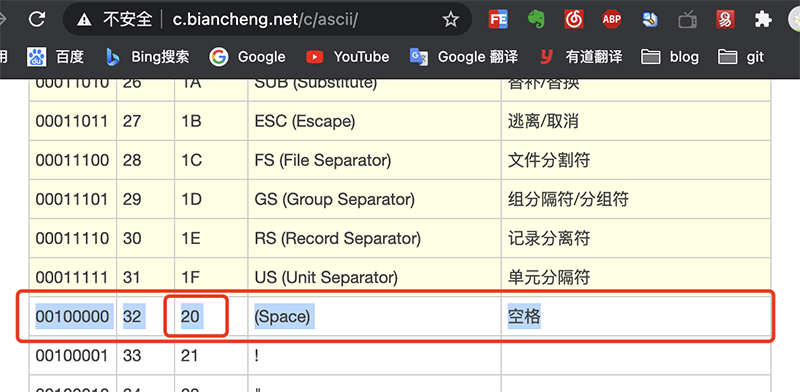 不安全 c.biancheng.net/c/ascii/
用 百度 Bing搜索 Google YouTube Google 翻译 有道翻译 blog git
00011010 26 1A SUB (Substitute) 替补/替换
00011011 27 1B ESC (Escape) 逃离/取消
00011100 28 1C FS (File Separator) 文件分割符
00011101 29 1D GS (Group Separator) 组分隔符/分组符
00011110 30 1E RS (Record Separator) 记录分离符
00011111 31 1F US (Unit Separator) 单元分隔符
00100000 32 20 (Space) 空格
00100001 33 21 !
00100010 34 22 "